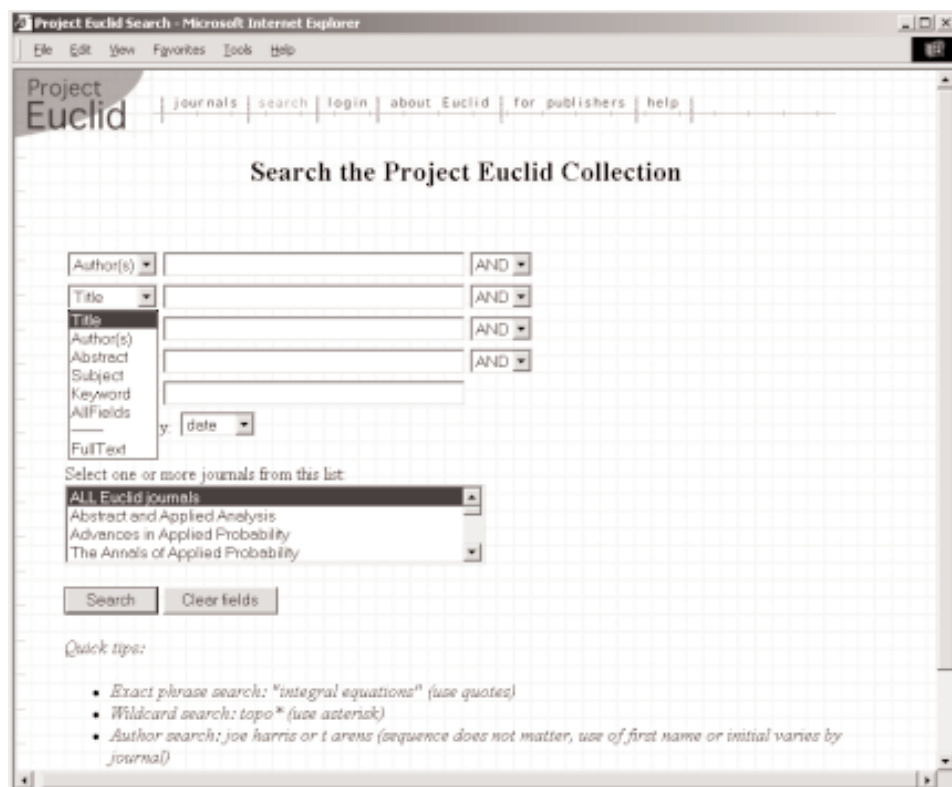 Project Euclid Search - Microsoft Internet Explorer
File Edit View Favorites Tools Help
Project
Euclid
journals search login about Euclid for publishers help
Search the Project Euclid Collection
Author(s) AND
Title AND
Title
Author(s) AND
Abstract
Subject AND
Keyword
AllFields
y: date
FullText
Select one or more journals from this list:
ALL Euclid journals
Abstract and Applied Analysis
Advances in Applied Probability
The Annals of Applied Probability
Search Clear fields
Quick tips:
• Exact phrase search: "integral equations" (use quotes)
• Wildcard search: topo* (use asterisk)
• Author search: joe harris or t arens (sequence does not matter, use of first name or initial varies by
journal)